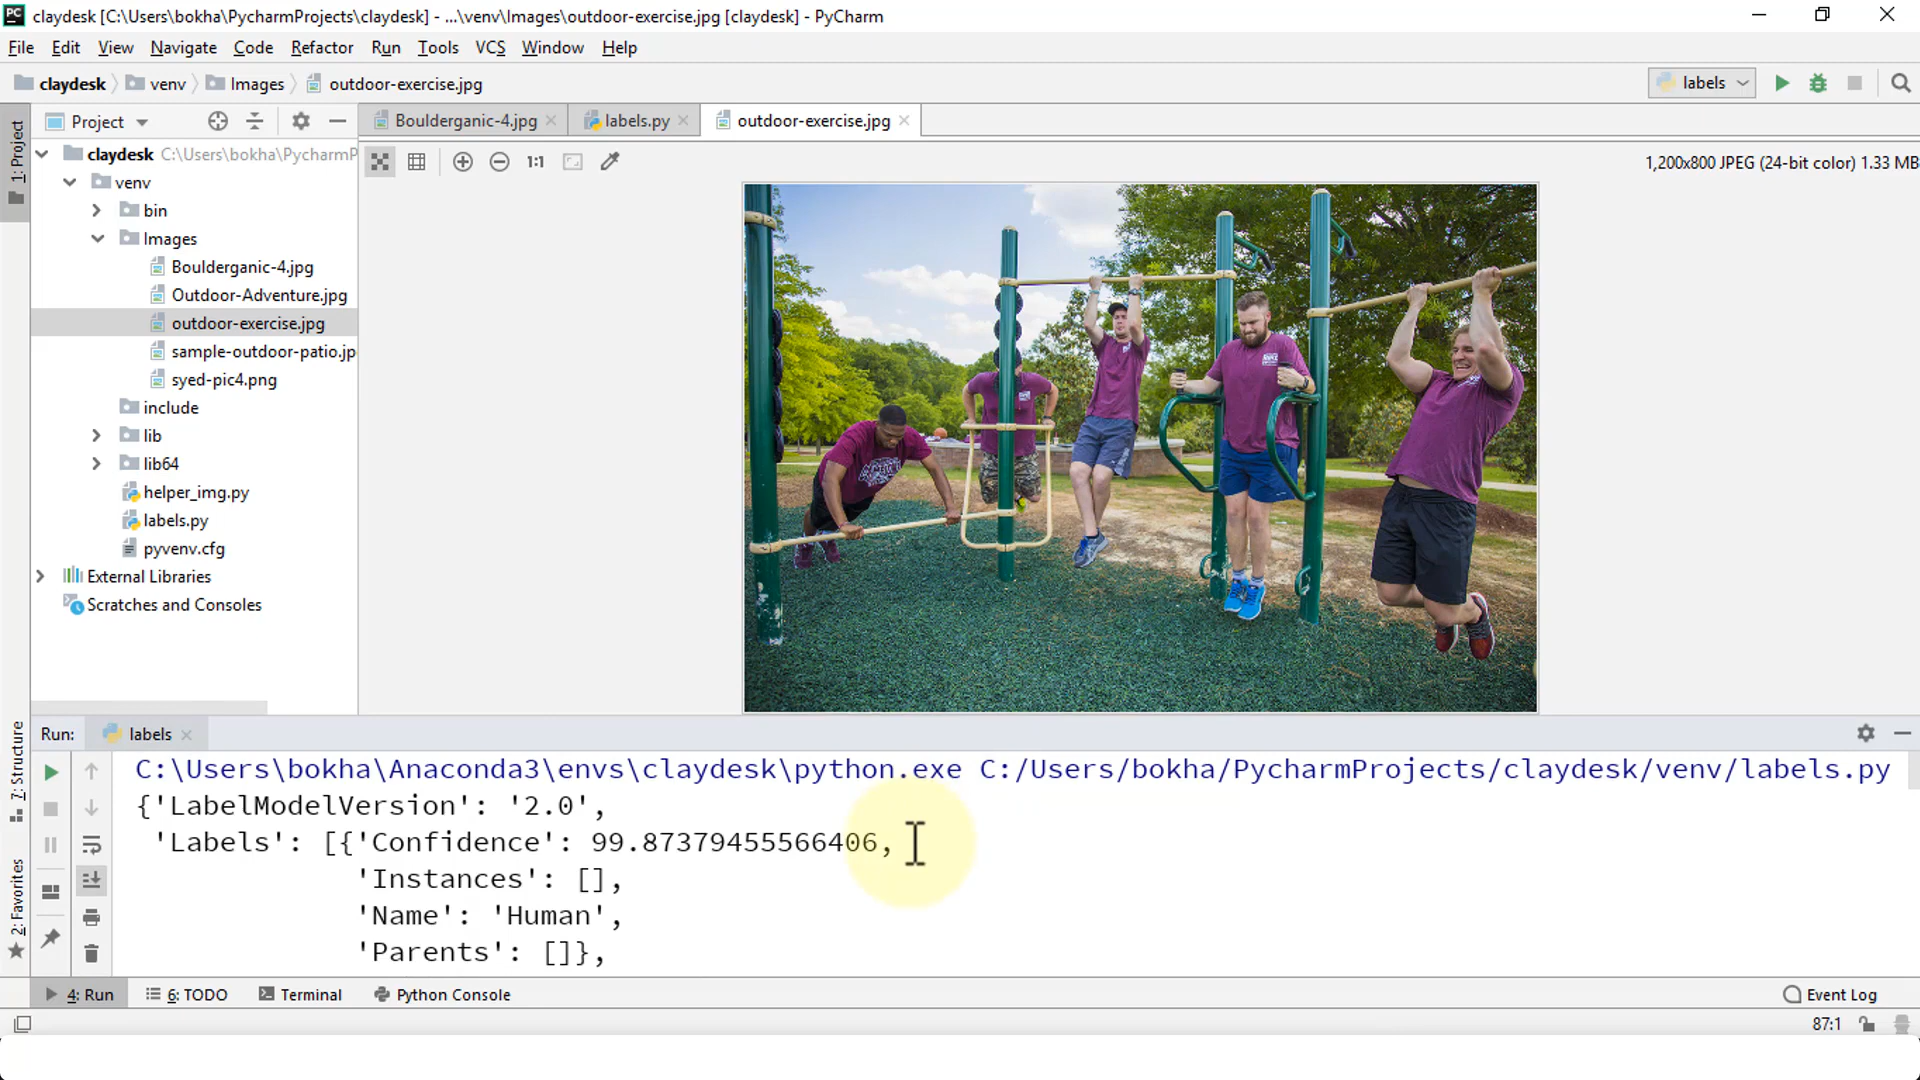 PC claydesk [C:\Users\bokha\PycharmProjects\claydesk] - ...\venv\Images\outdoor-exercise.jpg [claydesk] - PyCharm
File Edit View Navigate Code Refactor Run Tools VCS Window Help
claydesk venv Images outdoor-exercise.jpg labels
1: Project
Project
Boulderganic-4.jpg labels.py outdoor-exercise.jpg
claydesk C:\Users\bokha\PycharmP
1:1
1,200x800 JPEG (24-bit color) 1.33 MB
venv
bin
Images
Boulderganic-4.jpg
Outdoor-Adventure.jpg
outdoor-exercise.jpg
sample-outdoor-patio.jp
syed-pic4.png
include
lib
lib64
helper_img.py
labels.py
pyvenv.cfg
External Libraries
Scratches and Consoles
7: Structure
2: Favorites
Run: labels
C:\Users\bokha\Anaconda3\envs\claydesk\python.exe C:/Users/bokha/PycharmProjects/claydesk/venv/labels.py
{'LabelModelVersion': '2.0',
'Labels': [{'Confidence': 99.87379455566406,
'Instances': [],
'Name': 'Human',
'Parents': []},
4: Run 6: TODO Terminal Python Console Event Log
87:1